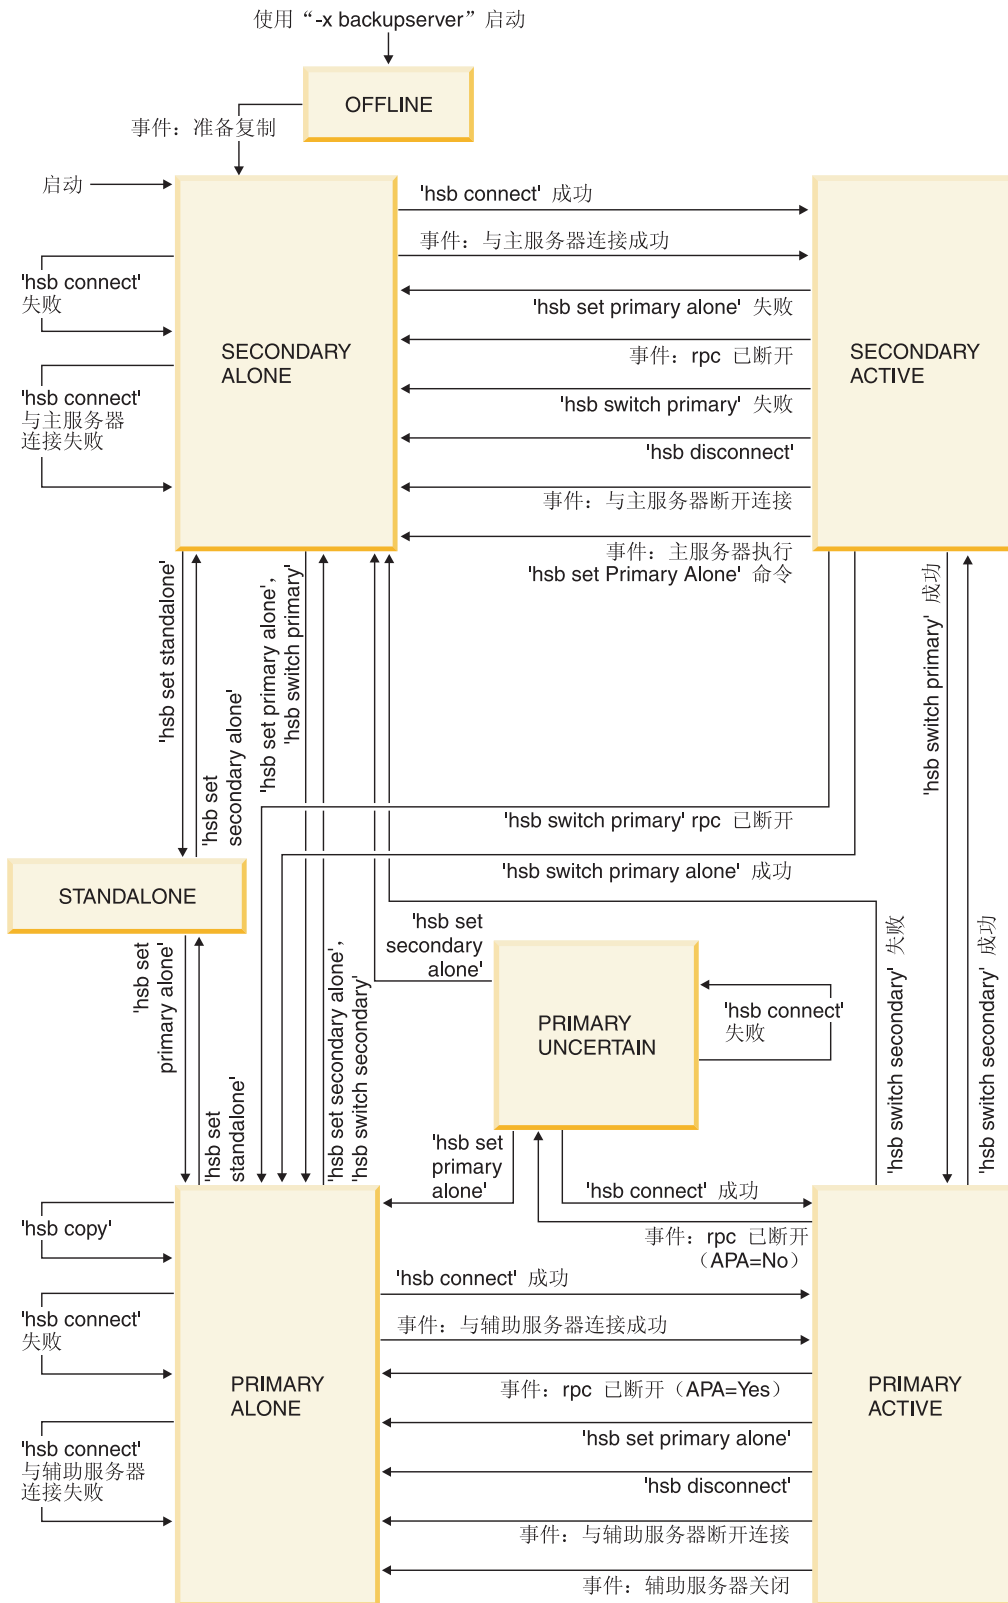 使用“-x backupserver”启动
OFFLINE
事件：准备复制
启动
'hsb connect' 成功
事件：与主服务器连接成功
'hsb connect'
失败
'hsb set primary alone' 失败
SECONDARY
ALONE
事件：rpc 已断开
SECONDARY
ACTIVE
'hsb connect'
与主服务器
连接失败
'hsb switch primary' 失败
'hsb disconnect'
事件：与主服务器断开连接
事件：主服务器执行
'hsb set Primary Alone' 命令
'hsb set standalone'
'hsb set
secondary alone'
'hsb set primary alone',
'hsb switch primary'
'hsb switch primary' 成功
'hsb switch primary' rpc 已断开
'hsb switch primary alone' 成功
STANDALONE
'hsb set
secondary
alone'
'hsb set
primary alone'
'hsb set
standalone'
'hsb set secondary alone',
'hsb switch secondary'
PRIMARY
UNCERTAIN
'hsb connect'
失败
'hsb switch secondary' 失败
'hsb switch secondary' 成功
'hsb set
primary
alone'
'hsb connect' 成功
事件：rpc 已断开
（APA=No）
'hsb copy'
'hsb connect' 成功
'hsb connect'
失败
事件：与辅助服务器连接成功
PRIMARY
ALONE
事件：rpc 已断开（APA=Yes）
PRIMARY
ACTIVE
'hsb set primary alone'
'hsb connect'
与辅助服务器
连接失败
'hsb disconnect'
事件：与辅助服务器断开连接
事件：辅助服务器关闭